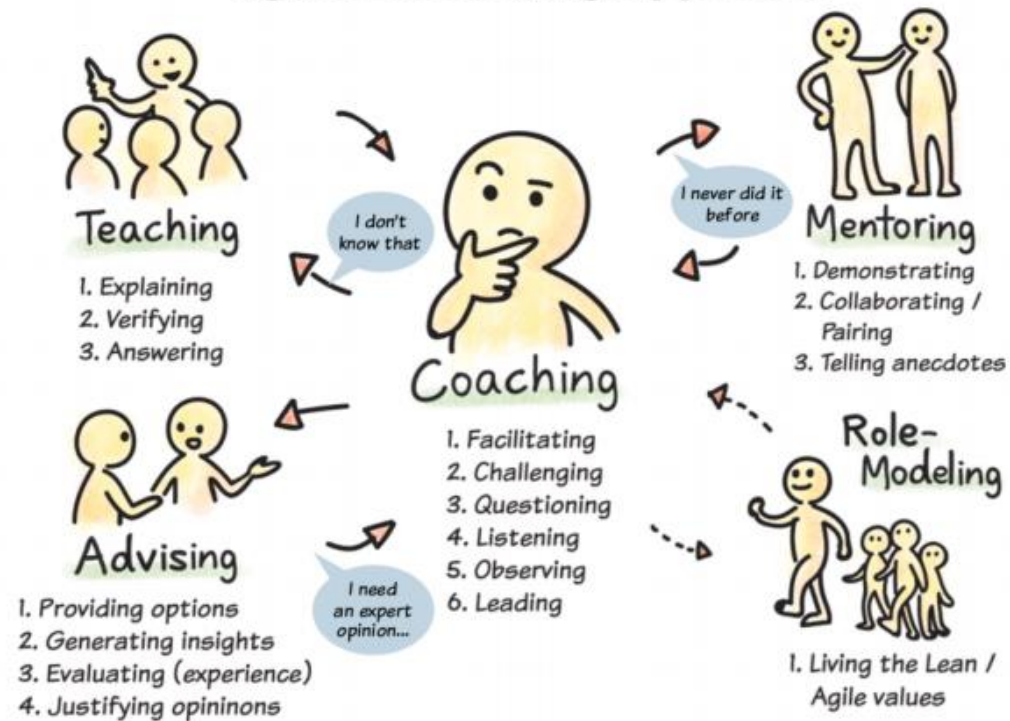 Teaching
1. Explaining
2. Verifying
3. Answering
I don't
know that
I never did it
before
Mentoring
1. Demonstrating
2. Collaborating /
Pairing
3. Telling anecdotes
Coaching
1. Facilitating
2. Challenging
3. Questioning
4. Listening
5. Observing
6. Leading
Advising
1. Providing options
2. Generating insights
3. Evaluating (experience)
4. Justifying opininons
I need
an expert
opinion...
Role-
Modeling
1. Living the Lean /
Agile values